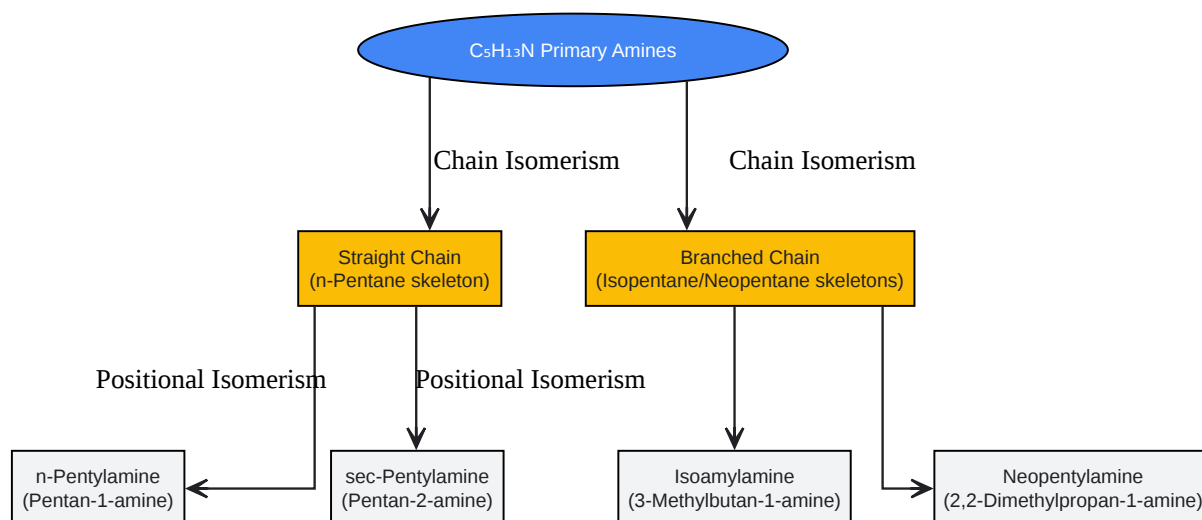 C₅H₁₃N Primary Amines
Chain Isomerism
Chain Isomerism
Straight Chain
(n-Pentane skeleton)
Branched Chain
(Isopentane/Neopentane skeletons)
Positional Isomerism
Positional Isomerism
n-Pentylamine
(Pentan-1-amine)
sec-Pentylamine
(Pentan-2-amine)
Isoamylamine
(3-Methylbutan-1-amine)
Neopentylamine
(2,2-Dimethylpropan-1-amine)